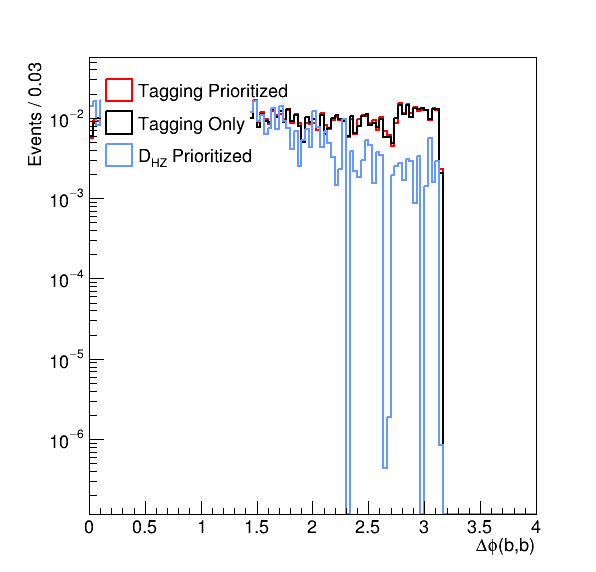 Events / 0.03
Tagging Prioritized
Tagging Only
D_HZ Prioritized
10⁻²
10⁻³
10⁻⁴
10⁻⁵
10⁻⁶
0 0.5 1 1.5 2 2.5 3 3.5 4
Δϕ(b,b)